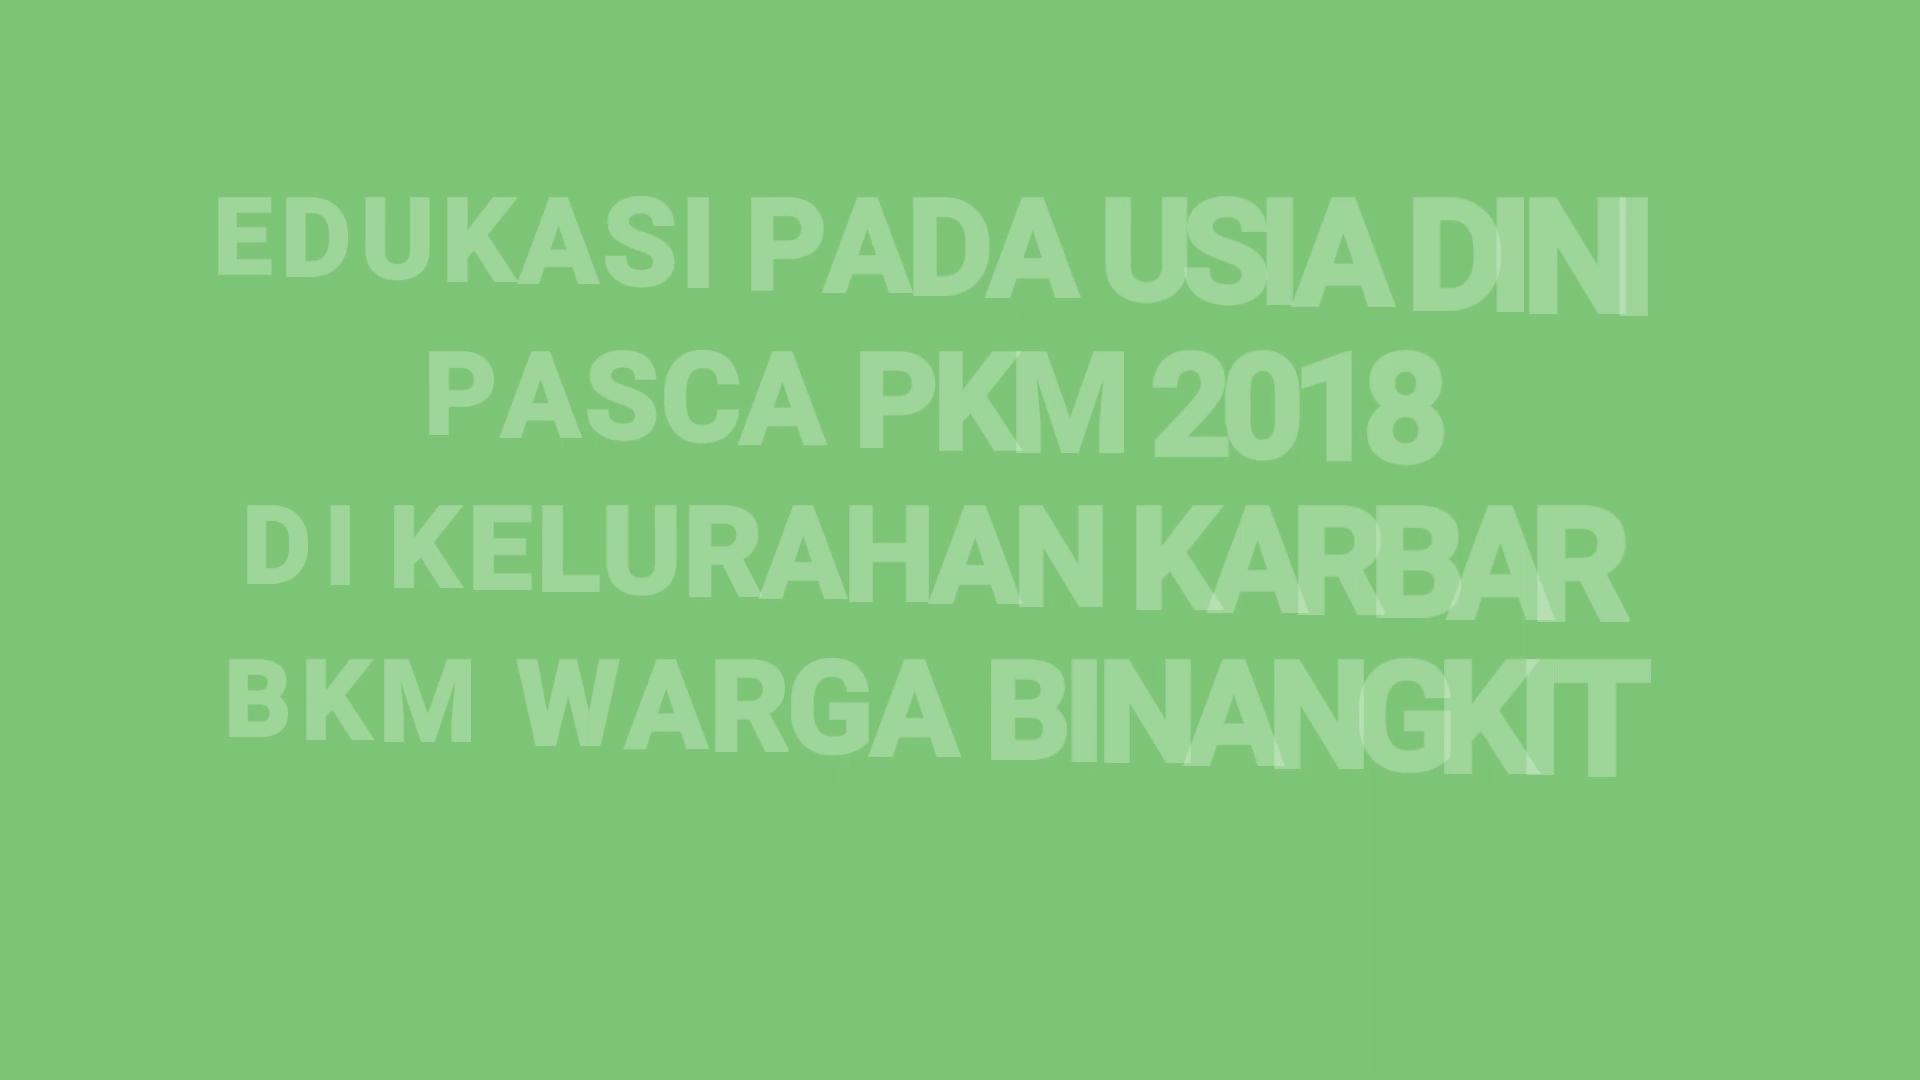 EDUKASI PADA USIA DINI
PASCA PKM 2018
DI KELURAHAN KARBAR
BKM WARGA BINANGKIT